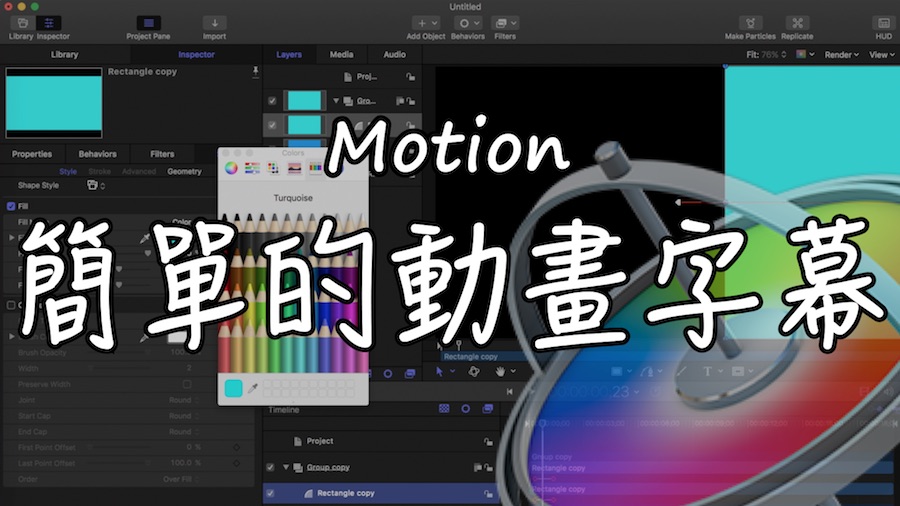 Untitled
Library Inspector Project Pane Import Add Object Behaviors Filters Make Particles Replicate HUD
Library Inspector Layers Media Audio Fit: 76% Render View
Rectangle copy
Proj...
Gro...
Motion
Properties Behaviors Filters
Colors
Style Stroke Advanced Geometry
Shape Style
Turquoise
Fill
Color
簡單的動畫字幕
Rectangle copy
Brush Opacity 100
Width 2
Preserve Width
Joint Round
Start Cap Round
End Cap Round
First Point Offset 0 %
Last Point Offset 100.0 %
Order Over Fill
Timeline
Project
Group copy
Rectangle copy
Group copy
Rectangle copy
Rectangle copy